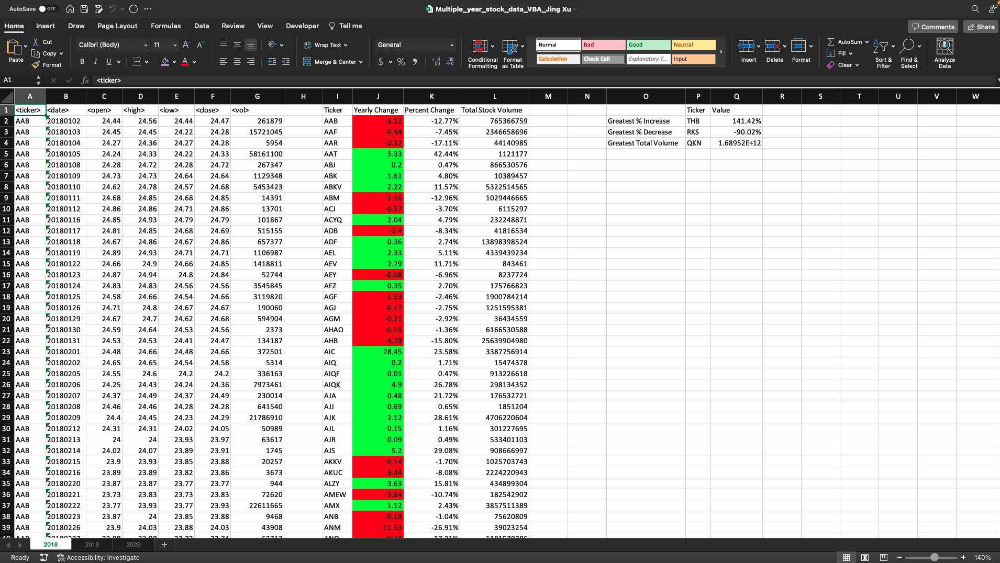 AutoSave OFF Multiple_year_stock_data_VBA_Jing Xu
Home Insert Draw Page Layout Formulas Data Review View Developer Tell me Comments Share
Paste Cut Copy Format Calibri (Body) 11 Wrap Text Merge & Center General Conditional Formatting Format as Table Normal Bad Good Neutral Calculation Check Cell Explanatory T... Input Insert Delete Format AutoSum Fill Clear Sort & Filter Find & Select Analyze Data
A1 fx <ticker>
A B C D E F G H I J K L M N O P Q R S T U V W
1 <ticker> <date> <open> <high> <low> <close> <vol> Ticker Yearly Change Percent Change Total Stock Volume Ticker Value
2 AAB 20180102 24.44 24.56 24.44 24.47 261879 AAB -3.12 -12.77% 765366759 Greatest % Increase THB 141.42%
3 AAB 20180103 24.45 24.45 24.22 24.28 15721045 AAF -0.44 -7.45% 2346658696 Greatest % Decrease RKS -90.02%
4 AAB 20180104 24.27 24.36 24.27 24.28 5954 AAR -0.32 -17.11% 44140985 Greatest Total Volume QKN 1.68952E+12
5 AAB 20180105 24.24 24.33 24.22 24.33 58161100 AAT 5.33 42.44% 1121177
6 AAB 20180108 24.28 24.72 24.28 24.72 267347 ABJ 0.2 0.47% 866530576
7 AAB 20180109 24.73 24.73 24.64 24.64 1129348 ABK 1.61 4.80% 10389457
8 AAB 20180110 24.62 24.78 24.57 24.68 5453423 ABKV 2.22 11.57% 5322514565
9 AAB 20180111 24.68 24.85 24.68 24.85 14391 ABM -1.16 -12.96% 1029446665
10 AAB 20180112 24.86 24.86 24.71 24.86 13701 ACJ -0.57 -3.70% 6115297
11 AAB 20180116 24.85 24.93 24.79 24.79 101867 ACYQ 2.04 4.79% 232248871
12 AAB 20180117 24.81 24.85 24.68 24.69 515155 ADB -2.4 -8.34% 41816534
13 AAB 20180118 24.67 24.86 24.67 24.86 657377 ADF 0.36 2.74% 13898398524
14 AAB 20180119 24.89 24.93 24.71 24.71 1106987 AEL 2.33 5.11% 4339439234
15 AAB 20180122 24.66 24.9 24.66 24.85 1418811 AEV 2.79 11.71% 843461
16 AAB 20180123 24.87 24.94 24.8 24.84 52744 AEY -0.08 -6.96% 8237724
17 AAB 20180124 24.83 24.83 24.56 24.56 3545845 AFZ 0.35 2.70% 175766823
18 AAB 20180125 24.58 24.66 24.54 24.66 3119820 AGF -1.53 -2.46% 1900784214
19 AAB 20180126 24.71 24.8 24.67 24.67 190060 AGJ -0.17 -2.75% 1251595381
20 AAB 20180129 24.67 24.7 24.62 24.68 594904 AGM -0.21 -2.92% 36434559
21 AAB 20180130 24.59 24.64 24.53 24.56 2373 AHAO -0.16 -1.36% 6166530588
22 AAB 20180131 24.53 24.53 24.41 24.47 134187 AHB -4.78 -15.80% 25639904980
23 AAB 20180201 24.48 24.66 24.48 24.66 372501 AIC 28.45 23.58% 3387756914
24 AAB 20180202 24.65 24.65 24.54 24.58 5314 AIQ 0.2 1.71% 15474378
25 AAB 20180205 24.55 24.6 24.2 24.2 336163 AIQF 0.01 0.47% 913226618
26 AAB 20180206 24.25 24.43 24.24 24.36 7973461 AIQK 4.9 26.78% 298134352
27 AAB 20180207 24.37 24.49 24.37 24.49 230014 AJA 0.48 21.72% 176532721
28 AAB 20180208 24.46 24.46 24.28 24.28 641540 AJJ 0.69 0.65% 1851204
29 AAB 20180209 24.4 24.45 24.23 24.29 21786910 AJK 2.12 28.61% 4706220604
30 AAB 20180212 24.31 24.31 24.02 24.05 50989 AJL 0.15 1.16% 301227695
31 AAB 20180213 24 24 23.93 23.97 63617 AJR 0.09 0.49% 533401103
32 AAB 20180214 24.02 24.07 23.89 23.91 1745 AJS 5.2 29.08% 908666997
33 AAB 20180215 23.9 23.93 23.85 23.88 20257 AKKV -0.14 -1.70% 1025703743
34 AAB 20180216 23.89 23.89 23.82 23.86 3673 AKUC -3.44 -8.08% 2224220943
35 AAB 20180220 23.87 23.87 23.77 23.77 944 ALZY 3.63 15.81% 434899304
36 AAB 20180221 23.73 23.83 23.73 23.83 72620 AMEW -3.84 -10.74% 182542902
37 AAB 20180222 23.77 23.93 23.77 23.93 22611665 AMX 1.12 2.43% 3857511389
38 AAB 20180223 23.87 24 23.85 23.88 9468 ANB -0.18 -1.04% 75620809
39 AAB 20180226 23.9 24.03 23.88 24.03 43908 ANM -11.53 -26.91% 39023254
2018 2019 2020
Ready Accessibility: Investigate 140%